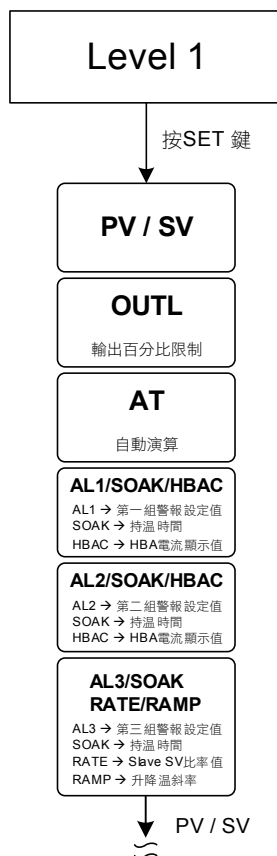 Level 1
按SET 鍵
PV / SV
OUTL
輸出百分比限制
AT
自動演算
AL1/SOAK/HBAC
AL1 → 第一組警報設定值
SOAK → 持溫時間
HBAC → HBA電流顯示值
AL2/SOAK/HBAC
AL2 → 第二組警報設定值
SOAK → 持溫時間
HBAC → HBA電流顯示值
AL3/SOAK
RATE/RAMP
AL3 → 第三組警報設定值
SOAK → 持溫時間
RATE → Slave SV比率值
RAMP → 升降溫斜率
PV / SV